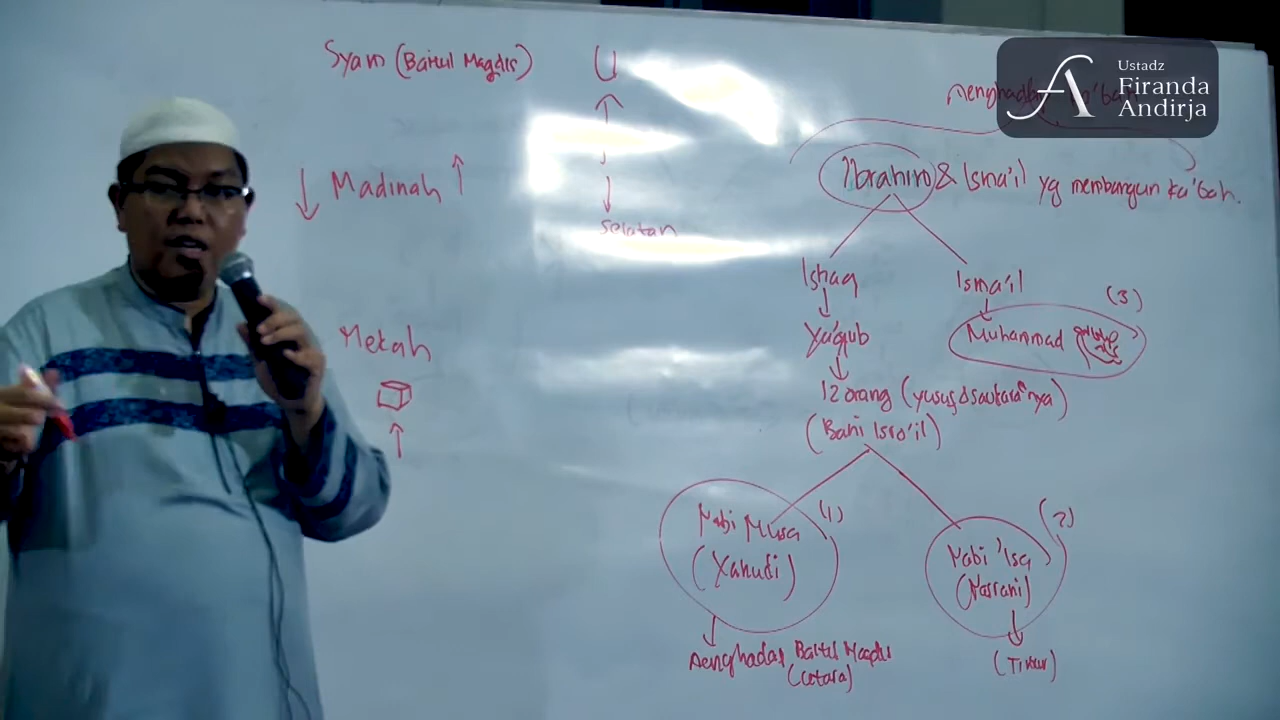 Syam (Baitul Maqdis)
U
Madinah
selatan
Mekah
Ustadz
Firanda
Andirja
Ibrahim & Isma'il yg membangun ka'bah.
Ishaq
Isma'il
(3)
Ya'qub
Muhammad
12 orang (yusuf & saudara²nya)
(Bani Isro'il)
Nabi Musa
(1)
(Yahudi)
(2)
Nabi 'Isa
(Nasrani)
Menghadap Baitul Maqdis
(Utara)
(Timur)